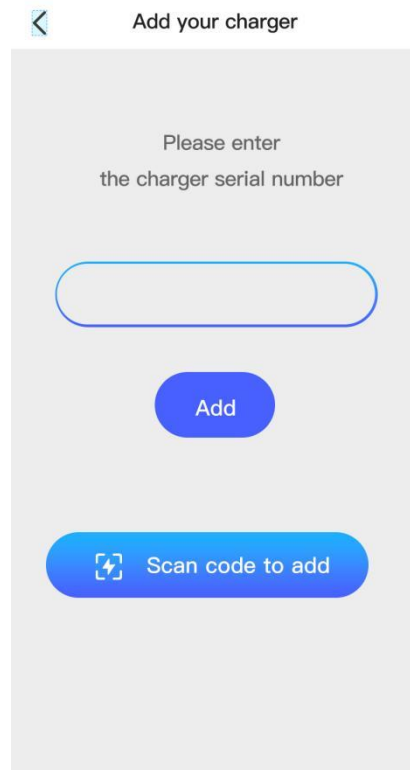 Add your charger
Please enter
the charger serial number
Add
Scan code to add